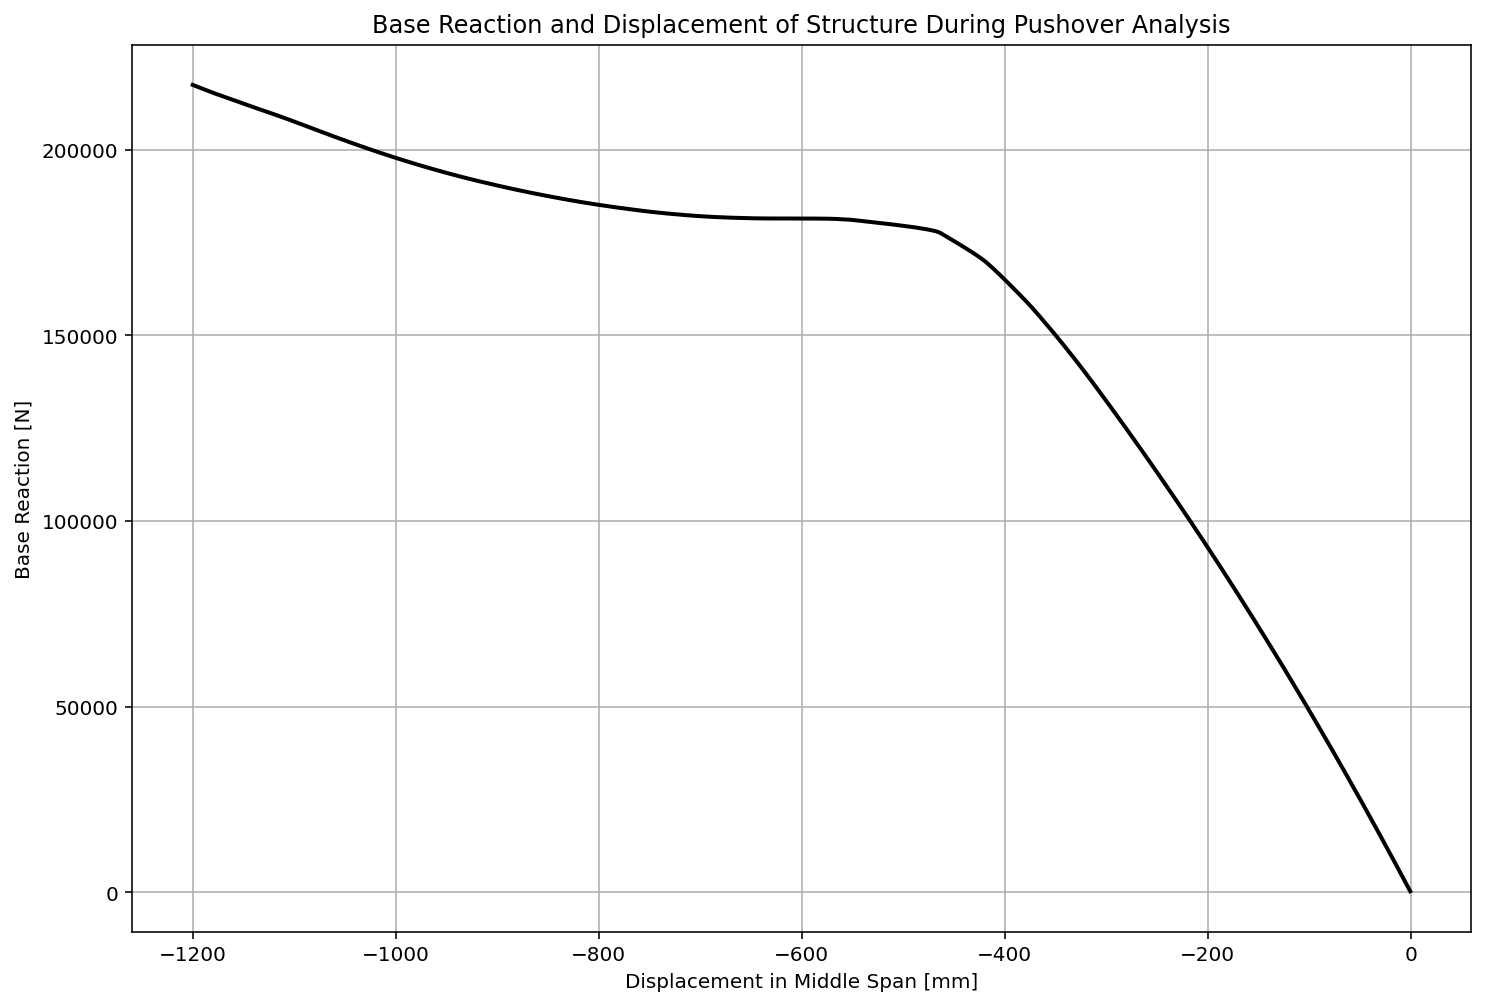 Base Reaction and Displacement of Structure During Pushover Analysis
Base Reaction [N]
200000
150000
100000
50000
0
−1200 −1000 −800 −600 −400 −200 0
Displacement in Middle Span [mm]